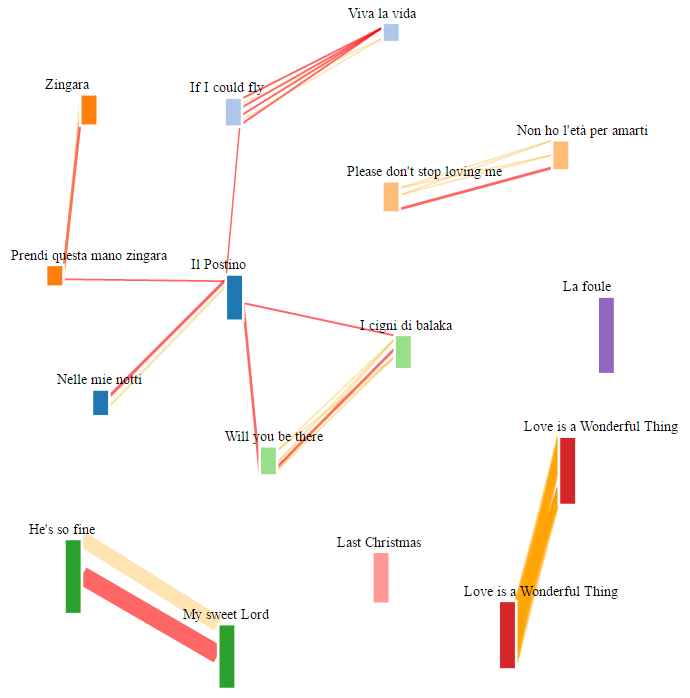 Viva la vida
Zingara
If I could fly
Non ho l'età per amarti
Please don't stop loving me
Prendi questa mano zingara
Il Postino
La foule
I cigni di balaka
Nelle mie notti
Love is a Wonderful Thing
Will you be there
He's so fine
Last Christmas
Love is a Wonderful Thing
My sweet Lord